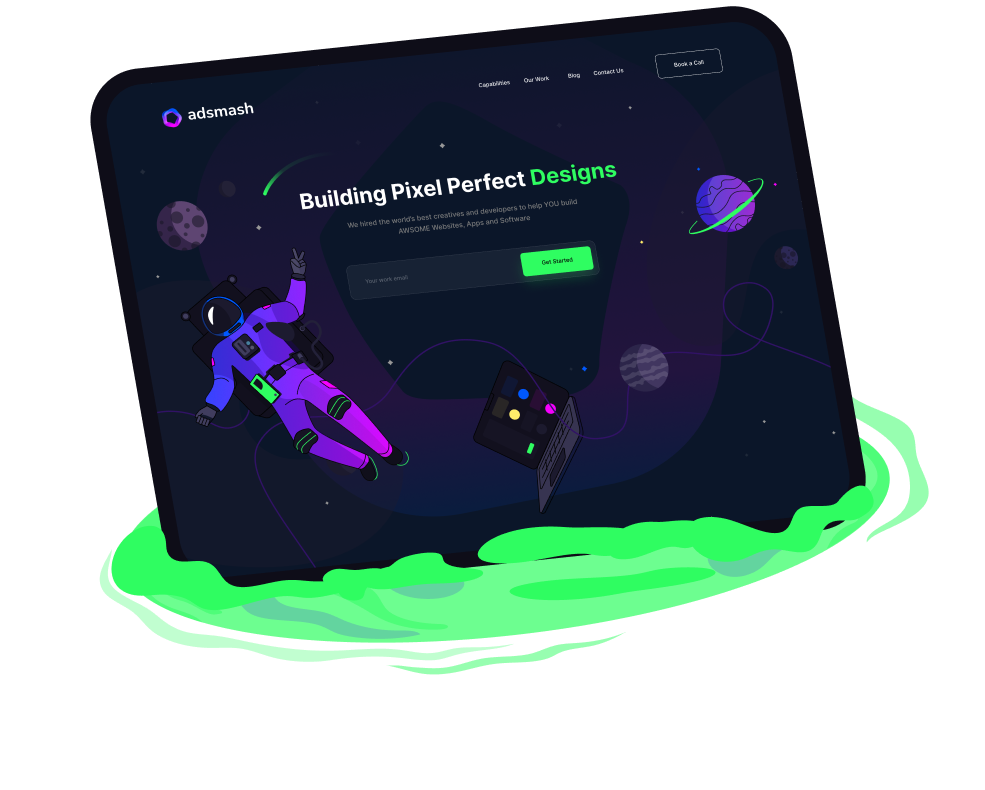 adsmash
Capabilities Our Work Blog Contact Us
Book a Call
Building Pixel Perfect Designs
We hired the world's best creatives and developers to help YOU build
AWSOME Websites, Apps and Software
Your work email
Get Started